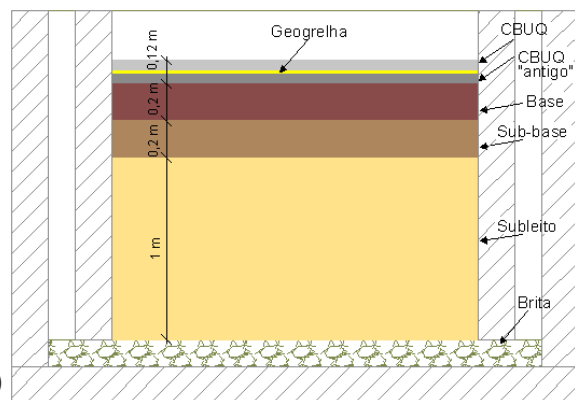 Geogrelha
CBUQ
CBUQ
"antigo"
0,12 m
Base
0,2 m
Sub-base
0,2 m
Subleito
1 m
Brita
)